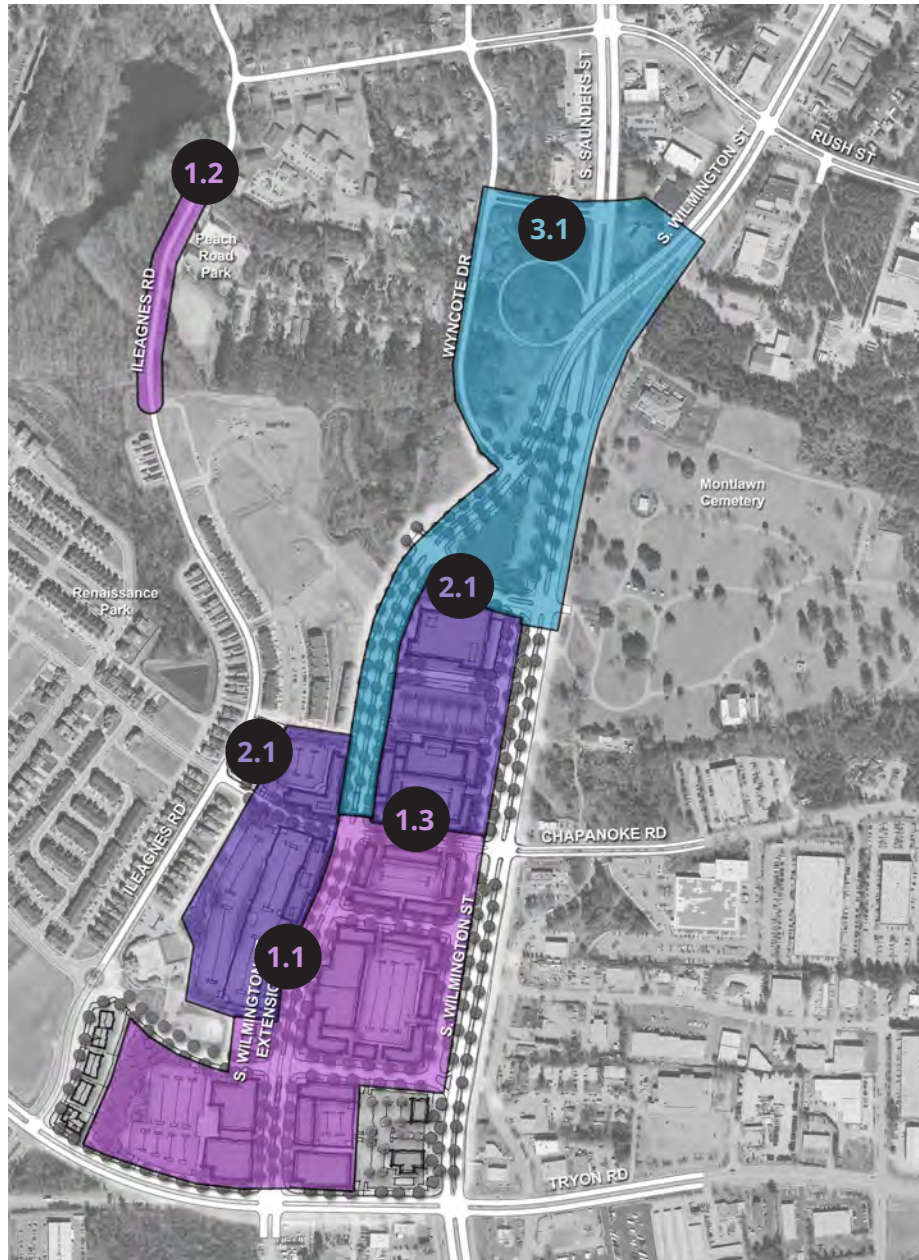 S. SAUNDERS ST
S. WILMINGTON ST
RUSH ST
1.2
3.1
Peach
Road
Park
ILEAGNES RD
WYNCOTE DR
Montlawn
Cemetery
2.1
Renaissance
Park
2.1
1.3
CHAPANOKE RD
ILEAGNES RD
1.1
S. WILMINGTON
EXTENSIO
S. WILMINGTON ST
TRYON RD